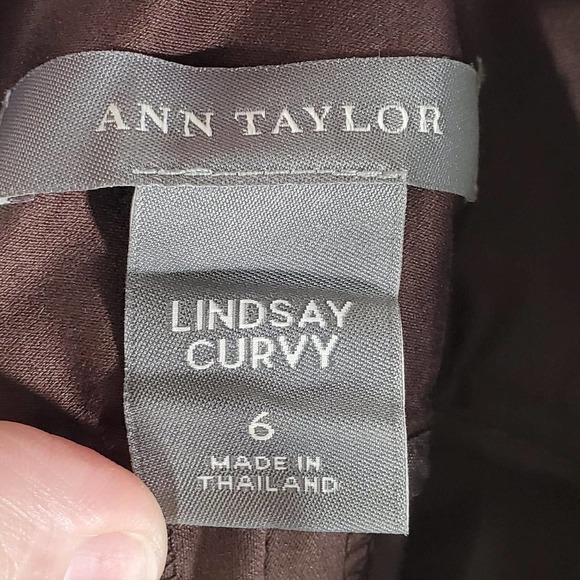 ANN TAYLOR
LINDSAY
CURVY
6
MADE IN
THAILAND